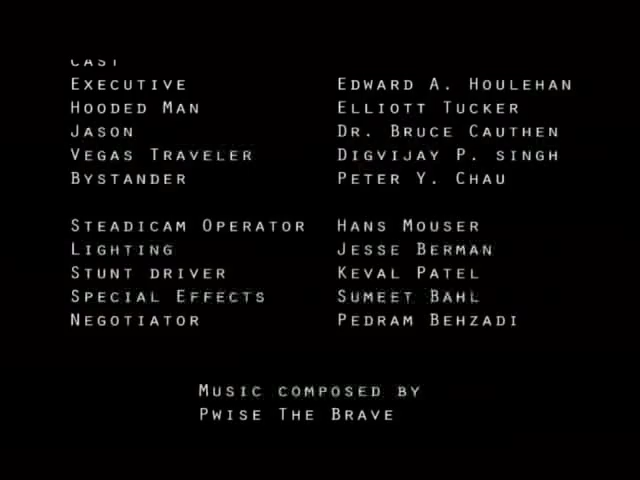 CAST
EXECUTIVE EDWARD A. HOULEHAN
HOODED MAN ELLIOTT TUCKER
JASON DR. BRUCE CAUTHEN
VEGAS TRAVELER DIGVIJAY P. SINGH
BYSTANDER PETER Y. CHAU
STEADICAM OPERATOR HANS MOUSER
LIGHTING JESSE BERMAN
STUNT DRIVER KEVAL PATEL
SPECIAL EFFECTS SUMEET BAHL
NEGOTIATOR PEDRAM BEHZADI
MUSIC COMPOSED BY
PWISE THE BRAVE